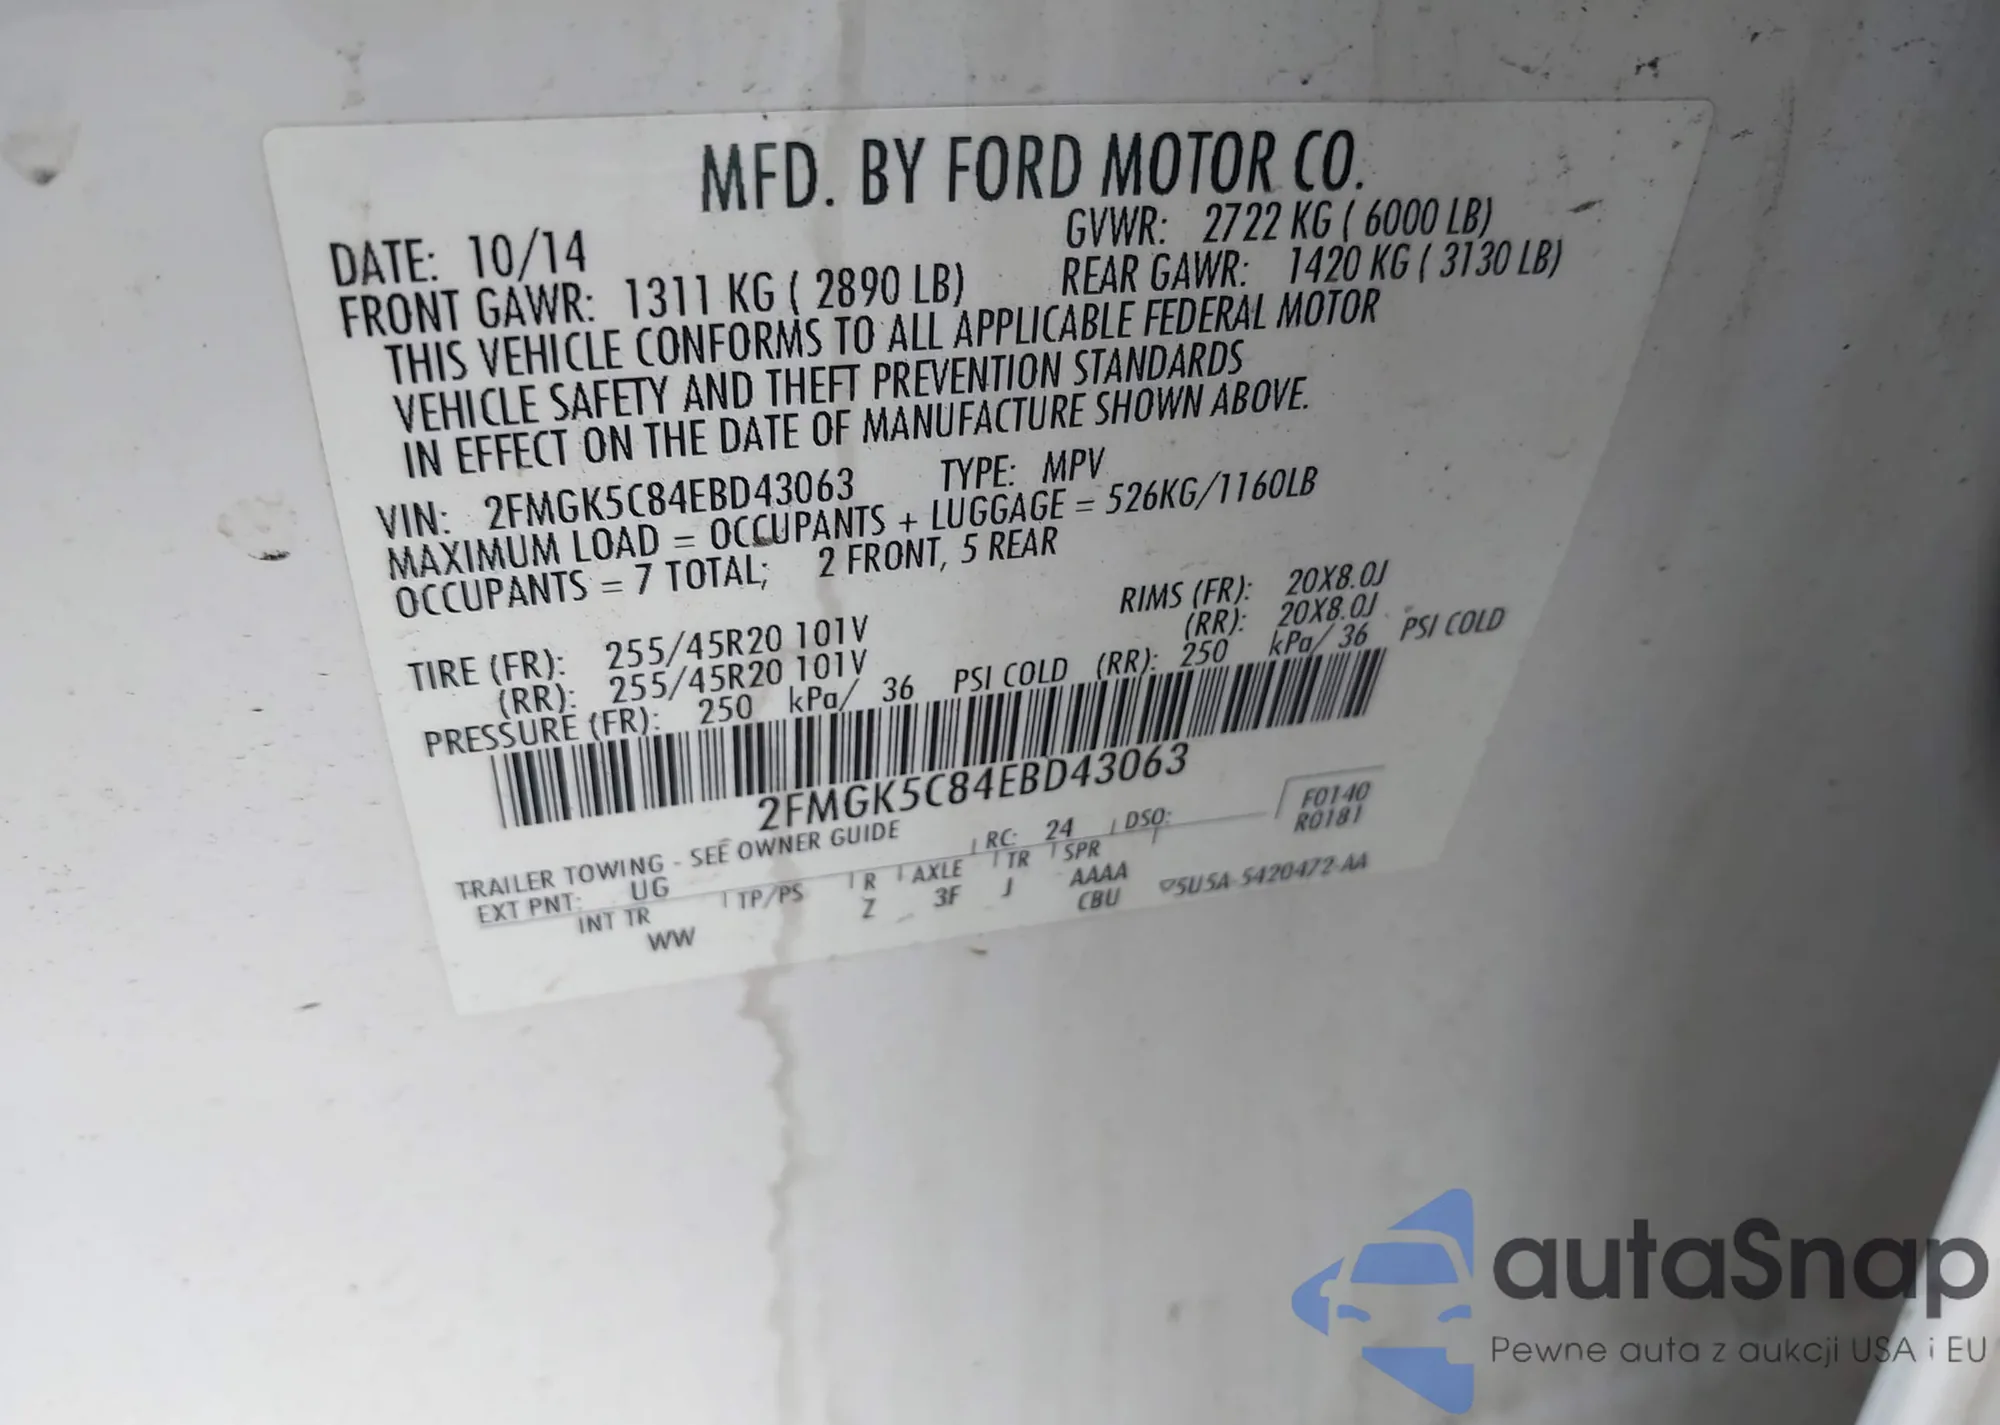 MFD. BY FORD MOTOR CO.
DATE: 10/14 GVWR: 2722 KG ( 6000 LB)
FRONT GAWR: 1311 KG ( 2890 LB) REAR GAWR: 1420 KG ( 3130 LB)
THIS VEHICLE CONFORMS TO ALL APPLICABLE FEDERAL MOTOR
VEHICLE SAFETY AND THEFT PREVENTION STANDARDS
IN EFFECT ON THE DATE OF MANUFACTURE SHOWN ABOVE.
VIN: 2FMGK5C84EBD43063 TYPE: MPV
MAXIMUM LOAD = OCCUPANTS + LUGGAGE = 526KG/1160LB
OCCUPANTS = 7 TOTAL; 2 FRONT, 5 REAR
TIRE (FR): 255/45R20 101V RIMS (FR): 20X8.0J
(RR): 255/45R20 101V (RR): 20X8.0J
PRESSURE (FR): 250 kPa/ 36 PSI COLD (RR): 250 kPa/ 36 PSI COLD
2FMGK5C84EBD43063
TRAILER TOWING - SEE OWNER GUIDE RC: 24 DSO: F0140
R0181
EXT PNT: UG TP/PS R AXLE TR SPR
INT TR Z 3F J AAAA
WW CBU
▽5U5A-5420472-AA
autaSnap
Pewne auta z aukcji USA i EU